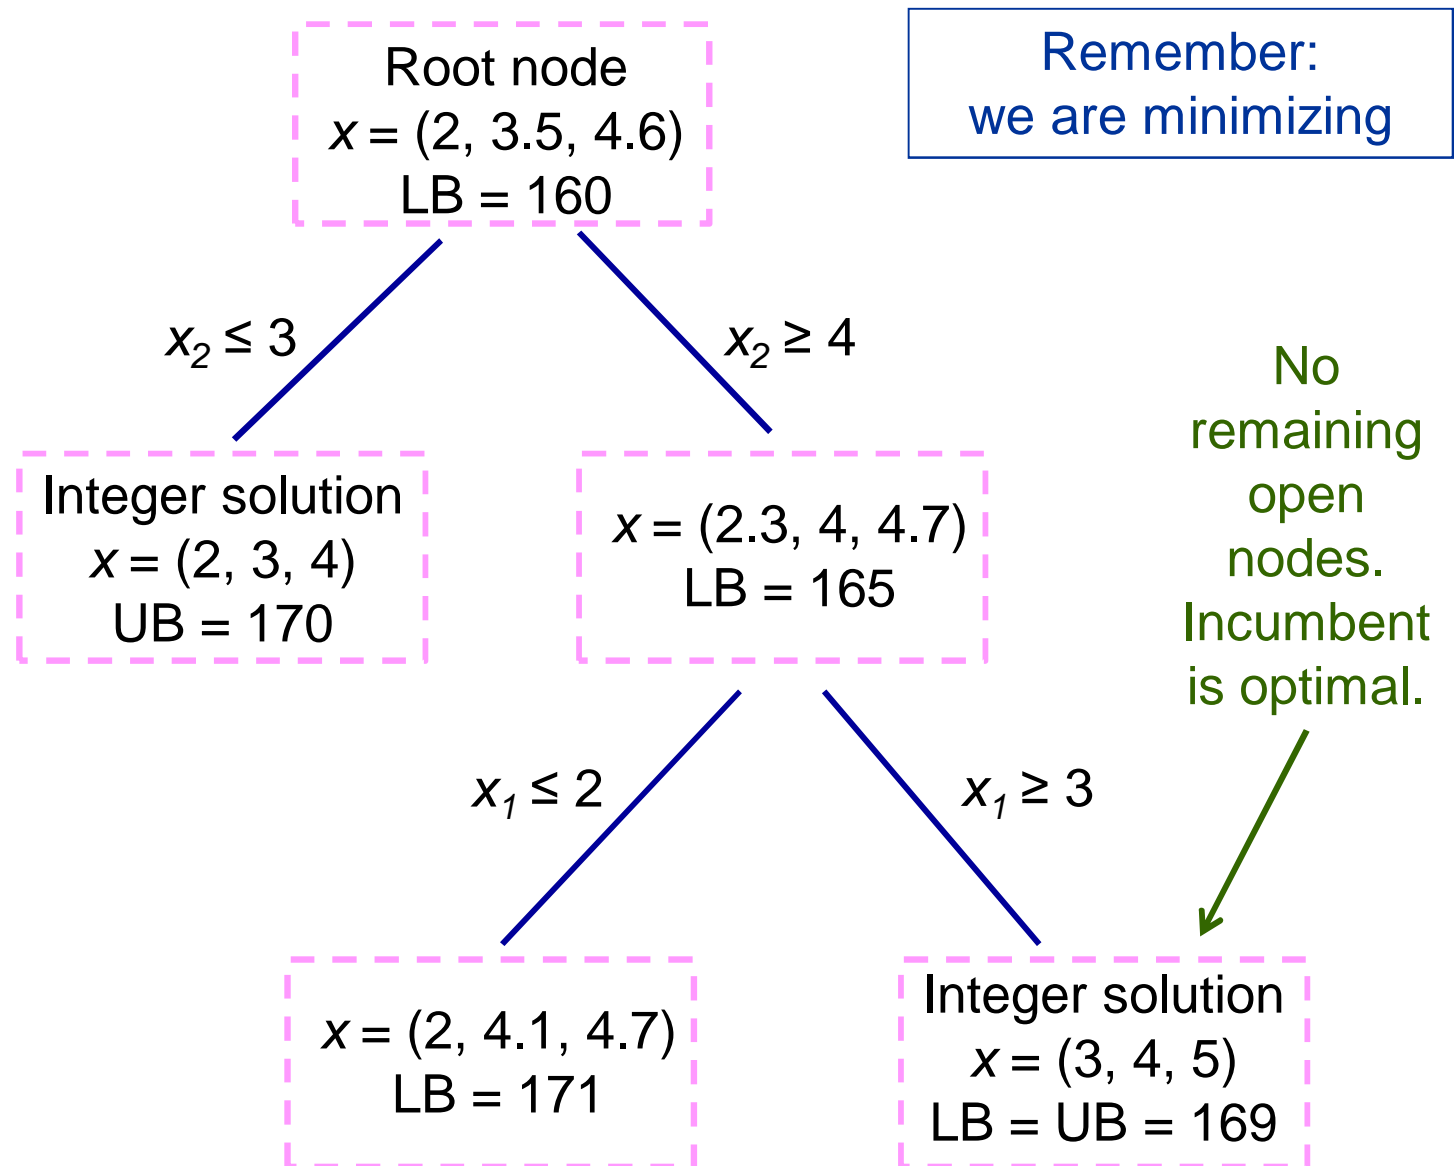 Root node
x = (2, 3.5, 4.6)
LB = 160
Remember:
we are minimizing
x2 ≤ 3
x2 ≥ 4
No
remaining
open
nodes.
Incumbent
is optimal.
Integer solution
x = (2, 3, 4)
UB = 170
x = (2.3, 4, 4.7)
LB = 165
x1 ≤ 2
x1 ≥ 3
x = (2, 4.1, 4.7)
LB = 171
Integer solution
x = (3, 4, 5)
LB = UB = 169